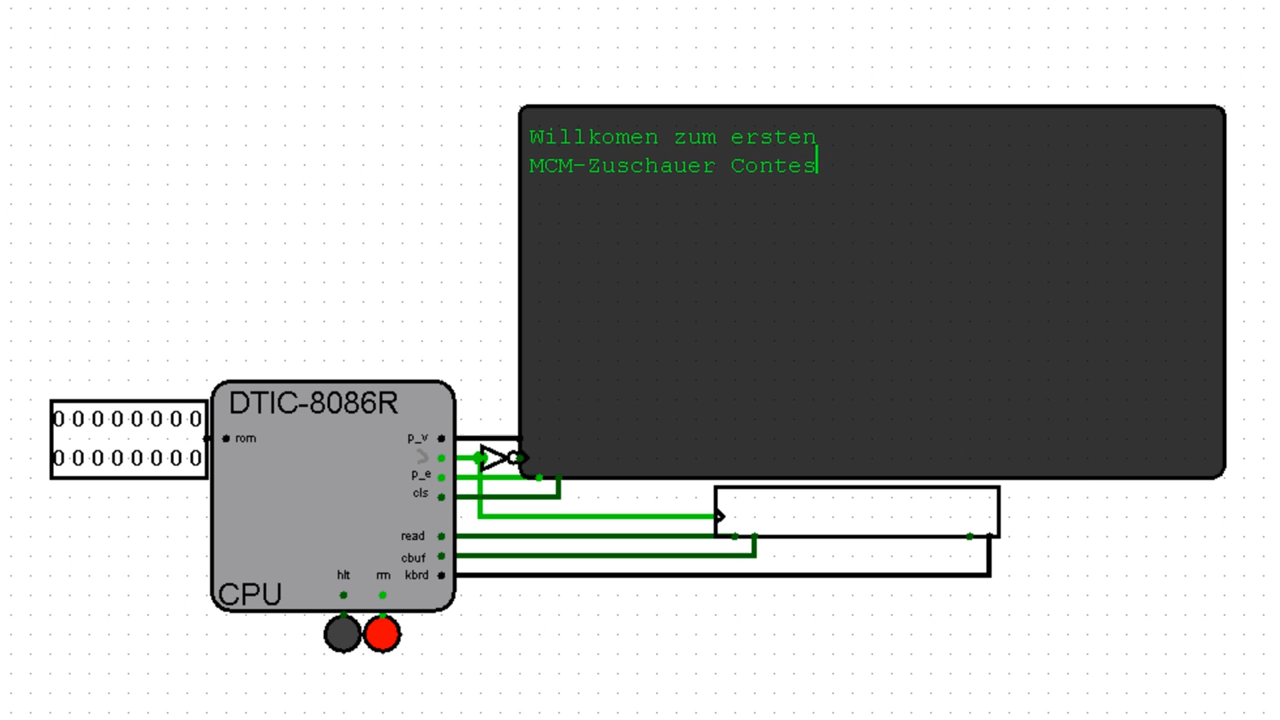 Willkomen zum ersten
MCM-Zuschauer Contes
DTIC-8086R
0 0 0 0 0 0 0 0
0 0 0 0 0 0 0 0
rom
p_v
p_e
cls
read
cbuf
hlt rm kbrd
CPU